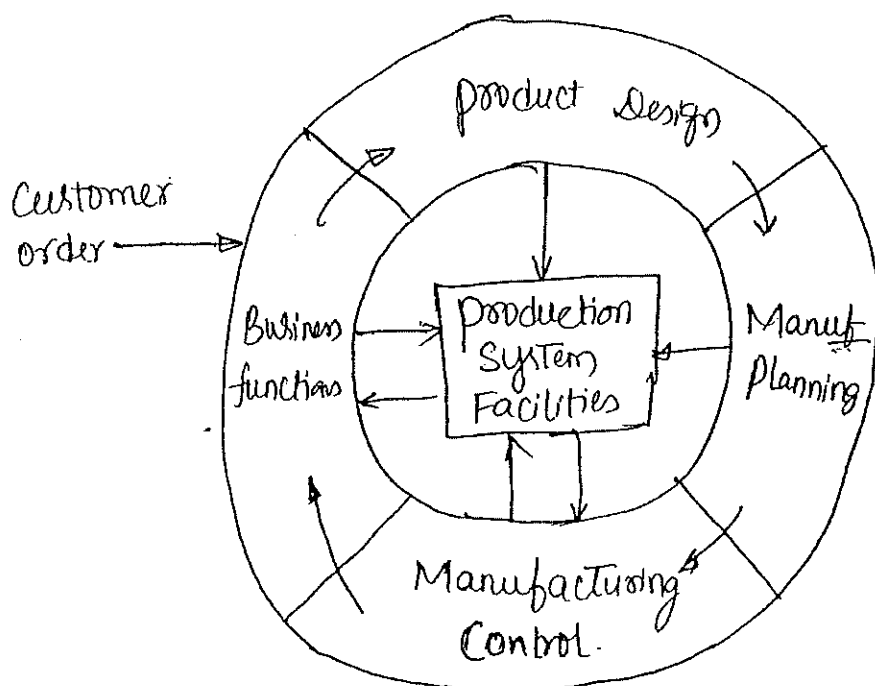 Product Design
Customer
order
Business
functions
Production
System
Facilities
Manuf
Planning
Manufacturing
Control.